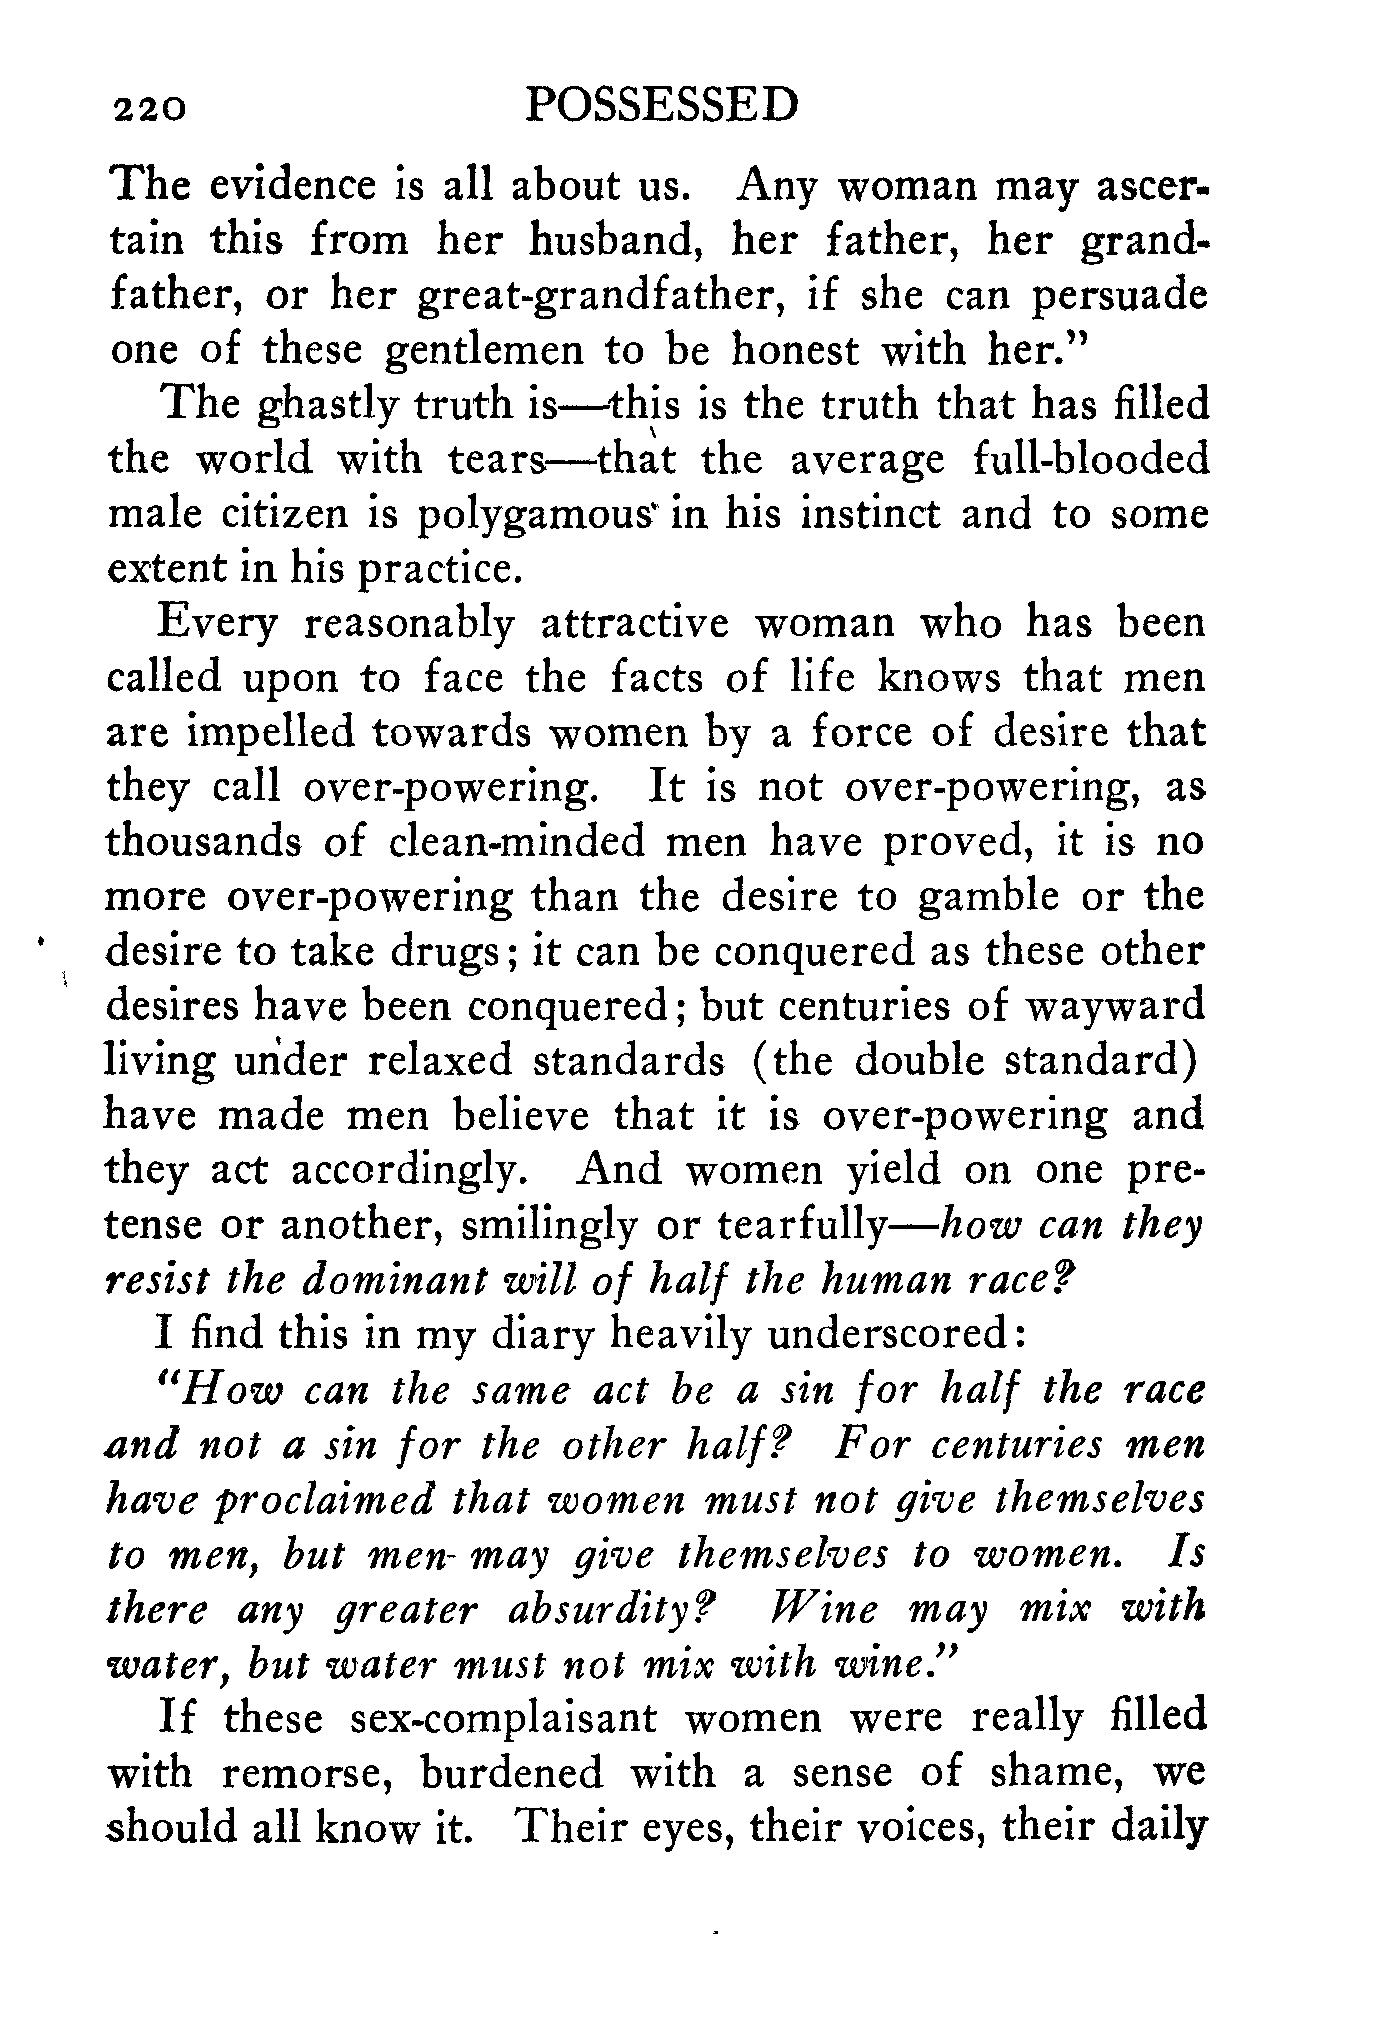 220 POSSESSED
The evidence is all about us. Any woman may ascer-
tain this from her husband, her father, her grand-
father, or her great-grandfather, if she can persuade
one of these gentlemen to be honest with her.”
The ghastly truth is—this is the truth that has filled
the world with tears—that the average full-blooded
male citizen is polygamous in his instinct and to some
extent in his practice.
Every reasonably attractive woman who has been
called upon to face the facts of life knows that men
are impelled towards women by a force of desire that
they call over-powering. It is not over-powering, as
thousands of clean-minded men have proved, it is no
more over-powering than the desire to gamble or the
desire to take drugs; it can be conquered as these other
desires have been conquered; but centuries of wayward
living under relaxed standards (the double standard)
have made men believe that it is over-powering and
they act accordingly. And women yield on one pre-
tense or another, smilingly or tearfully—how can they
resist the dominant will of half the human race?
I find this in my diary heavily underscored:
“How can the same act be a sin for half the race
and not a sin for the other half? For centuries men
have proclaimed that women must not give themselves
to men, but men may give themselves to women. Is
there any greater absurdity? Wine may mix with
water, but water must not mix with wine.”
If these sex-complaisant women were really filled
with remorse, burdened with a sense of shame, we
should all know it. Their eyes, their voices, their daily